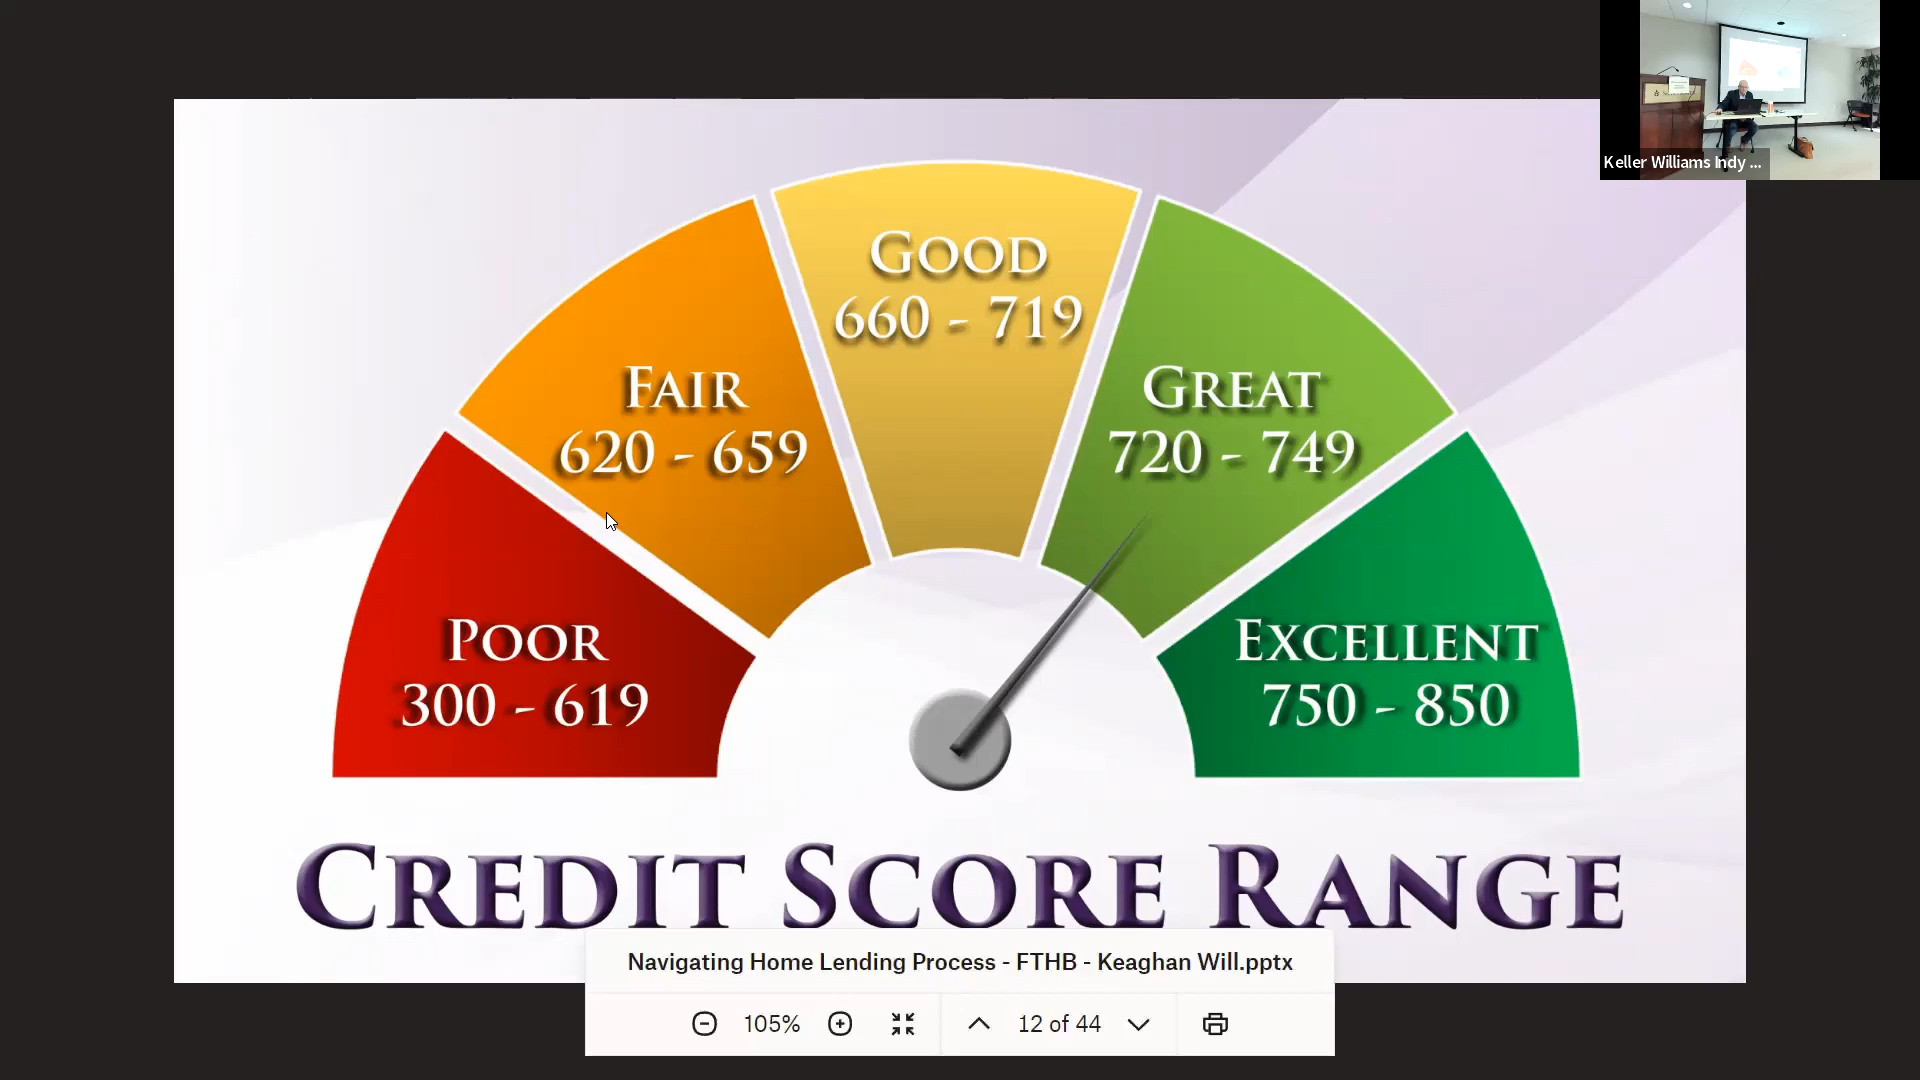 Keller Williams Indy ...
GOOD
660 - 719
FAIR
620 - 659
GREAT
720 - 749
POOR
300 - 619
EXCELLENT
750 - 850
CREDIT SCORE RANGE
Navigating Home Lending Process - FTHB - Keaghan Will.pptx
105%
12 of 44